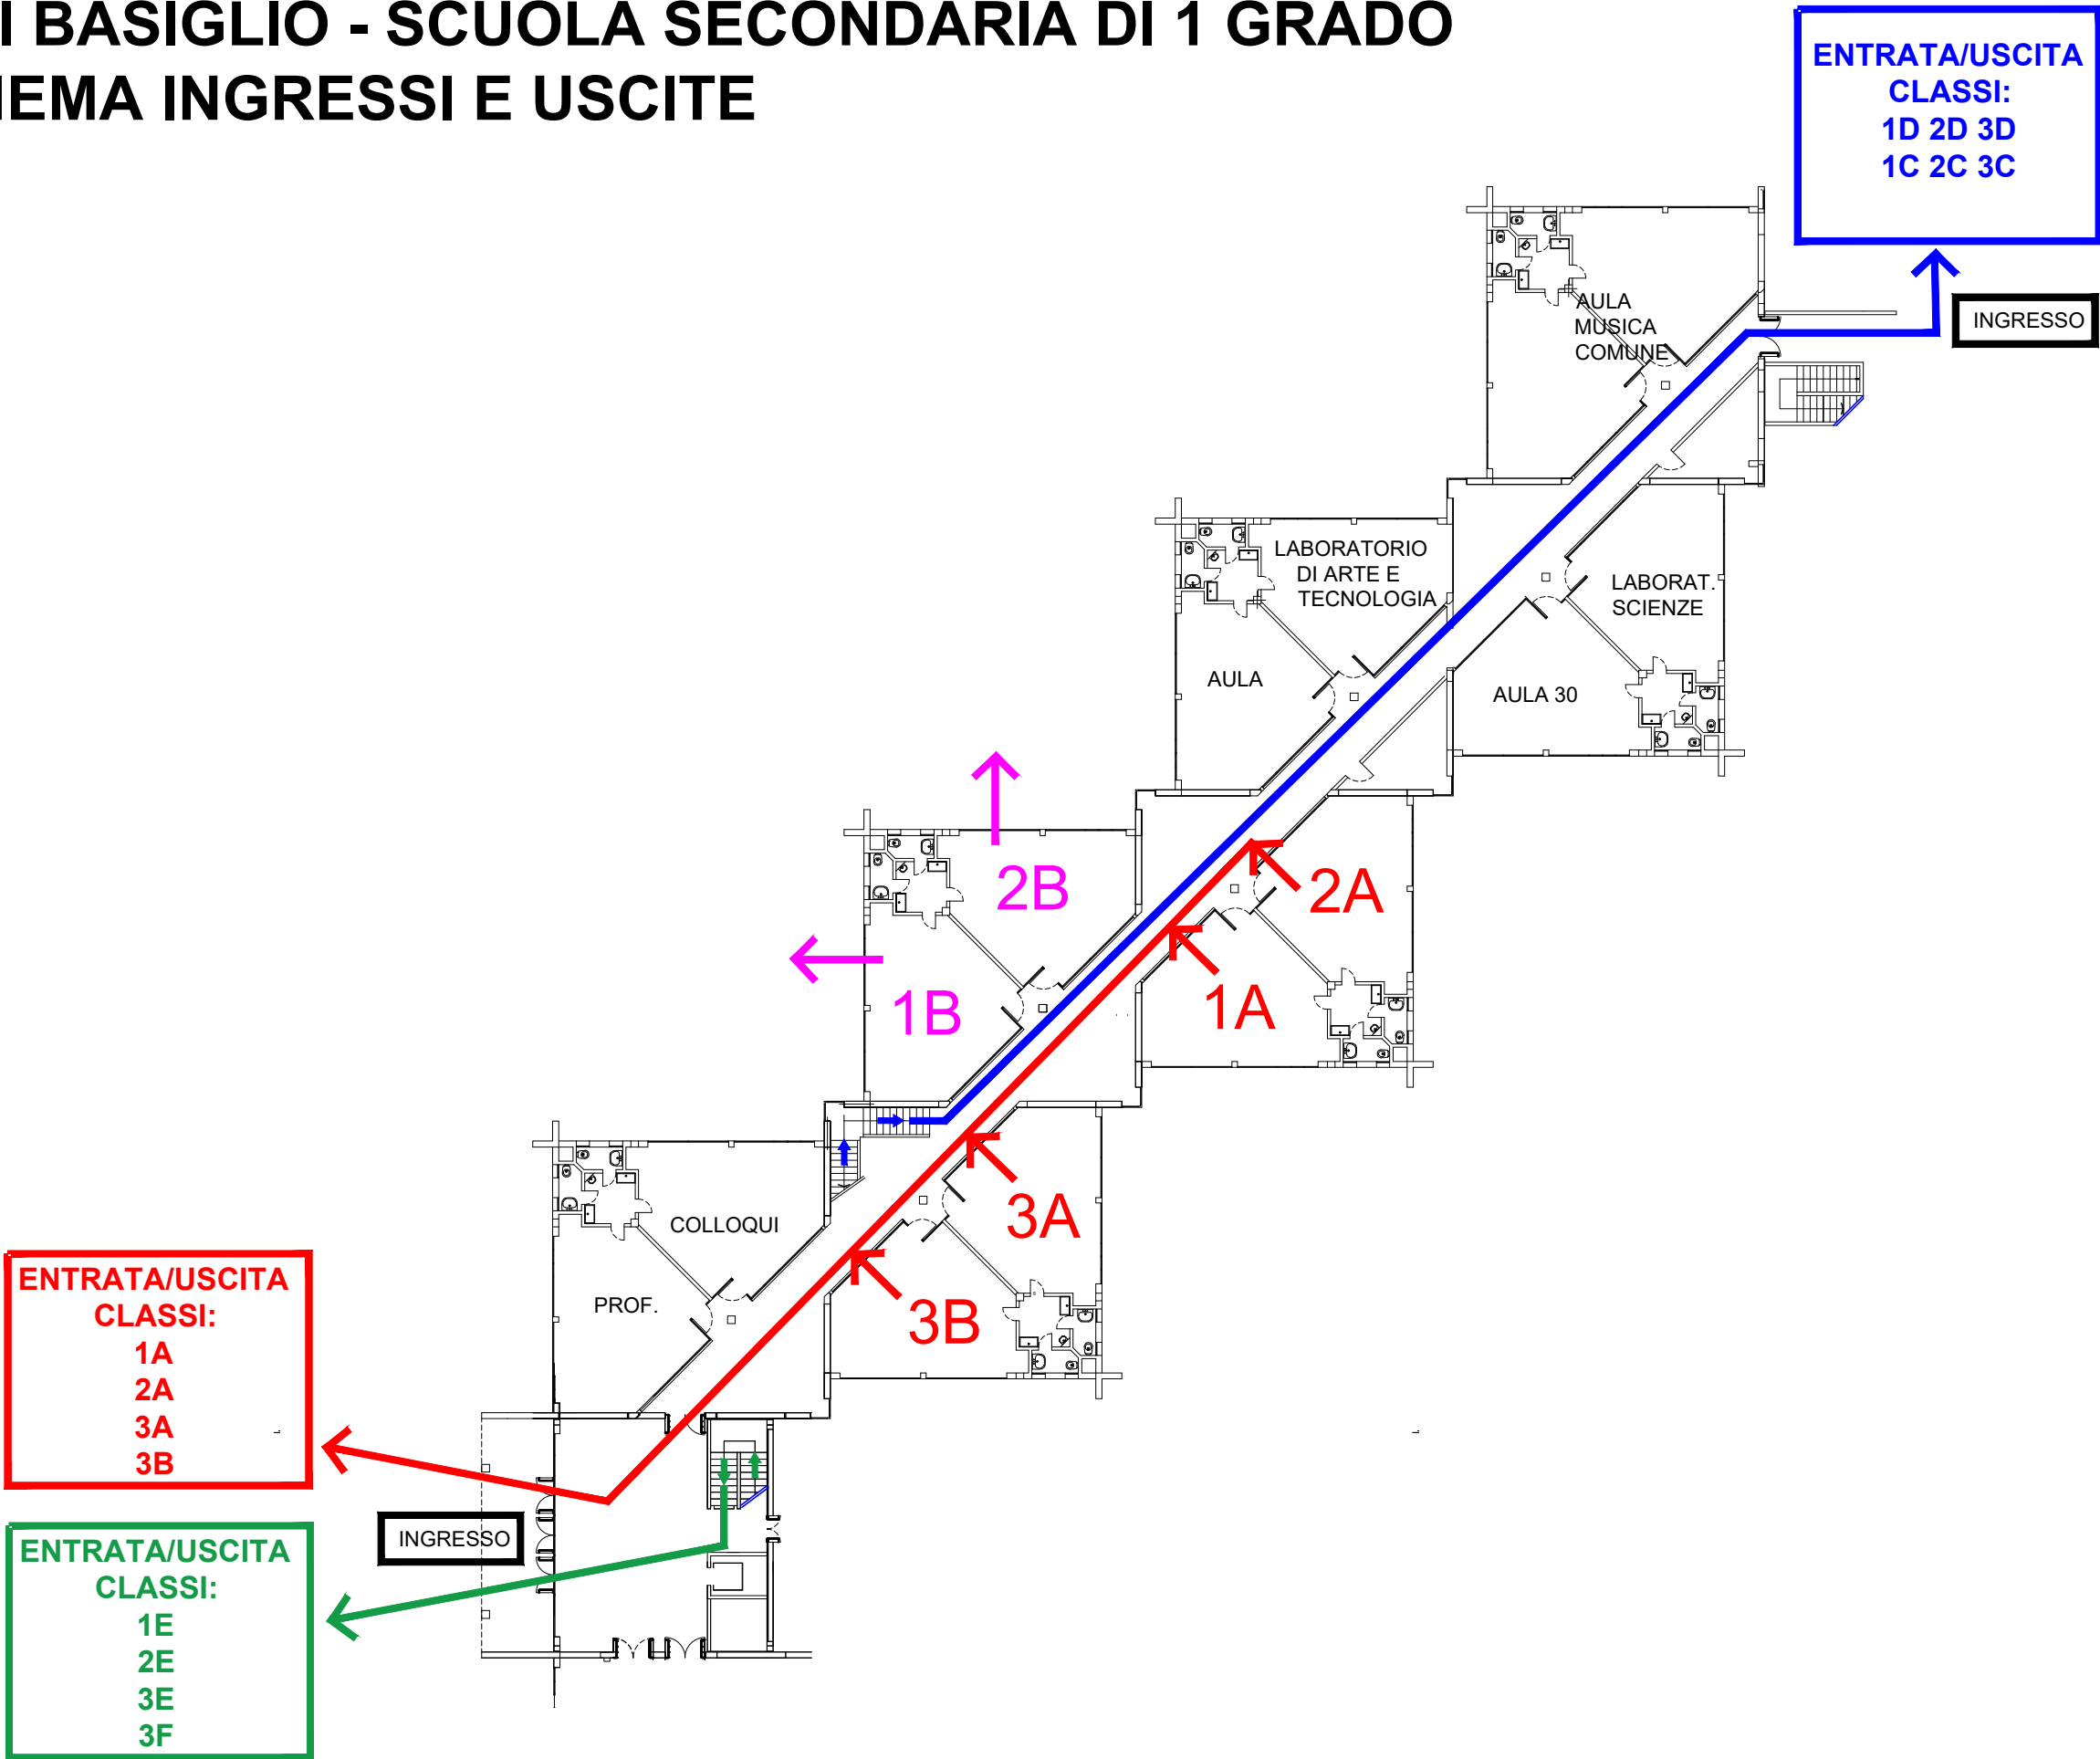 I BASIGLIO - SCUOLA SECONDARIA DI 1 GRADO
EMA INGRESSI E USCITE
ENTRATA/USCITA
CLASSI:
1D 2D 3D
1C 2C 3C
INGRESSO
AULA
MUSICA
COMUNE
LABORATORIO
DI ARTE E
TECNOLOGIA
LABORAT.
SCIENZE
AULA
AULA 30
2B
2A
1B
1A
3A
COLLOQUI
PROF.
3B
ENTRATA/USCITA
CLASSI:
1A
2A
3A
3B
INGRESSO
ENTRATA/USCITA
CLASSI:
1E
2E
3E
3F